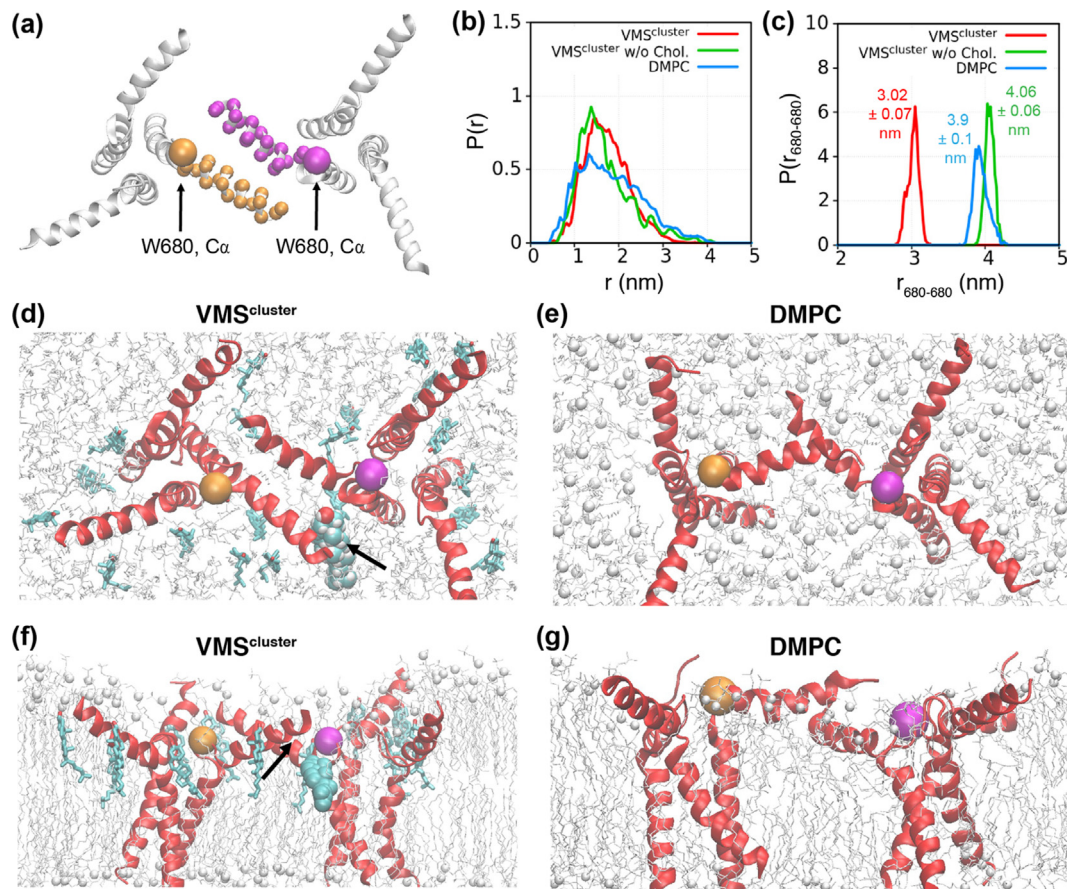 (a)
W680, Cα
W680, Cα
(b)
1.5
1
0.5
0
P(r)
VMS^cluster
VMS^cluster w/o Chol.
DMPC
0 1 2 3 4 5
r (nm)
(c)
10
8
6
4
2
0
P(r₆₈₀₋₆₈₀)
VMS^cluster
VMS^cluster w/o Chol.
DMPC
3.02
± 0.07
nm
3.9
± 0.1
nm
4.06
± 0.06
nm
2 3 4 5
r₆₈₀₋₆₈₀ (nm)
(d)
VMS^cluster
(e)
DMPC
(f)
VMS^cluster
(g)
DMPC